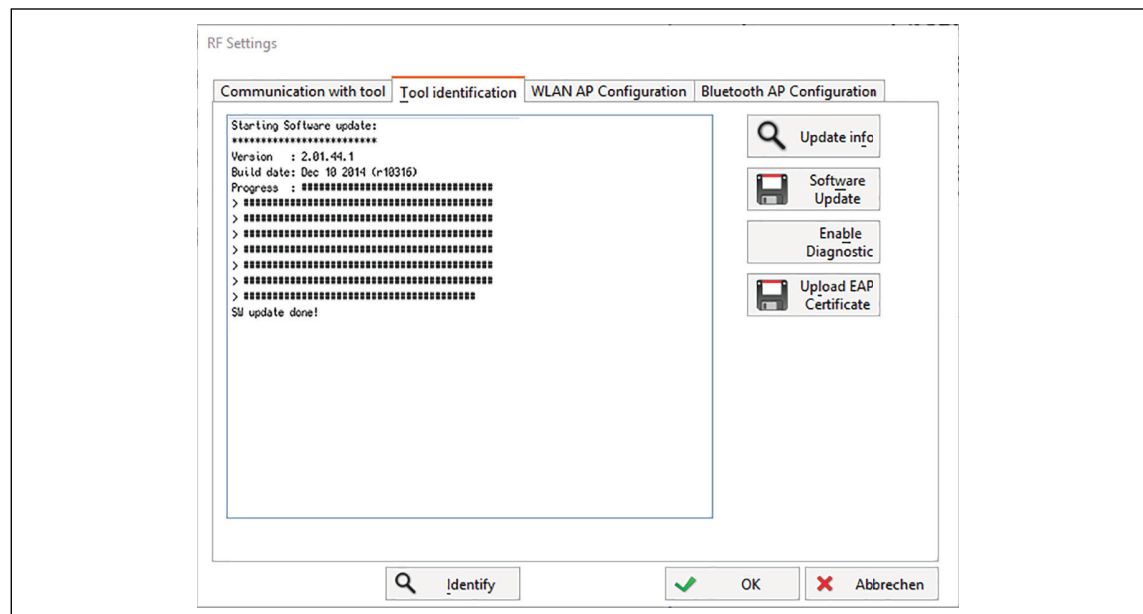 RF Settings
Communication with tool
Tool identification
WLAN AP Configuration
Bluetooth AP Configuration
Starting Software update:
*************************
Version : 2.01.44.1
Build date: Dec 10 2014 (r10316)
Progress : #################################
> ###########################################
> ###########################################
> ###########################################
> ###########################################
> ###########################################
> ###########################################
> ########################################
SW update done!
Update info
Software
Update
Enable
Diagnostic
Upload EAP
Certificate
Identify
OK
Abbrechen